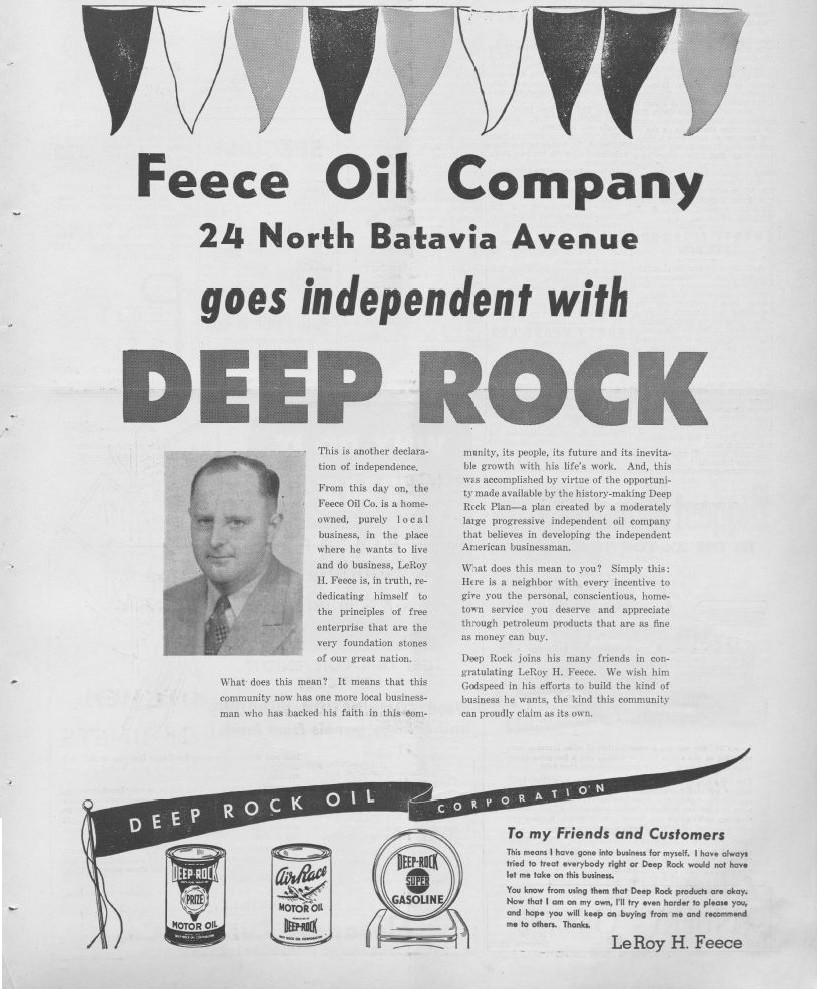 Feece Oil Company
24 North Batavia Avenue
goes independent with
DEEP ROCK
This is another declara-
tion of independence.
From this day on, the
Feece Oil Co. is a home-
owned, purely local
business, in the place
where he wants to live
and do business, LeRoy
H. Feece is, in truth, re-
dedicating himself to
the principles of free
enterprise that are the
very foundation stones
of our great nation.
What does this mean? It means that this
community now has one more local business-
man who has backed his faith in this com-
munity, its people, its future and its inevita-
ble growth with his life's work. And, this
was accomplished by virtue of the opportuni-
ty made available by the history-making Deep
Rock Plan—a plan created by a moderately
large progressive independent oil company
that believes in developing the independent
American businessman.
What does this mean to you? Simply this:
Here is a neighbor with every incentive to
give you the personal, conscientious, home-
town service you deserve and appreciate
through petroleum products that are as fine
as money can buy.
Deep Rock joins his many friends in con-
gratulating LeRoy H. Feece. We wish him
Godspeed in his efforts to build the kind of
business he wants, the kind this community
can proudly claim as its own.
DEEP ROCK OIL CORPORATION
DEEP-ROCK
PRIZE
MOTOR OIL
Air Race
MOTOR OIL
DEEP-ROCK
DEEP-ROCK
SUPER
GASOLINE
To my Friends and Customers
This means I have gone into business for myself. I have always
tried to treat everybody right or Deep Rock would not have
let me take on this business.
You know from using them that Deep Rock products are okay.
Now that I am on my own, I'll try even harder to please you,
and hope you will keep on buying from me and recommend
me to others. Thanks.
LeRoy H. Feece